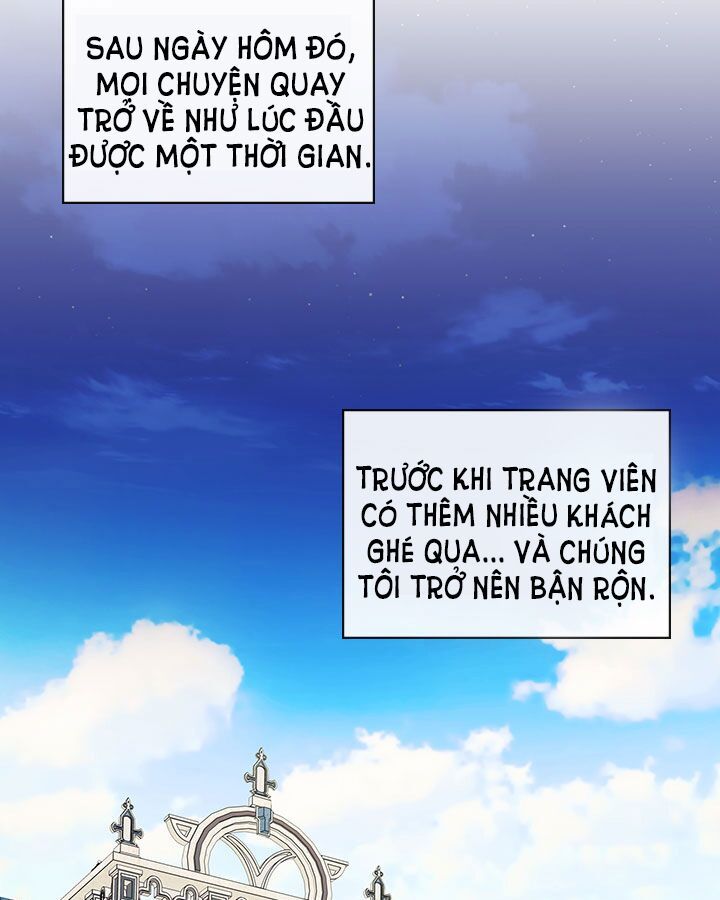 SAU NGÀY HÔM ĐÓ,
MỌI CHUYỆN QUAY
TRỞ VỀ NHƯ LÚC ĐẦU
ĐƯỢC MỘT THỜI GIAN.
TRƯỚC KHI TRANG VIÊN
CÓ THÊM NHIỀU KHÁCH
GHÉ QUA... VÀ CHÚNG
TÔI TRỞ NÊN BẬN RỘN.